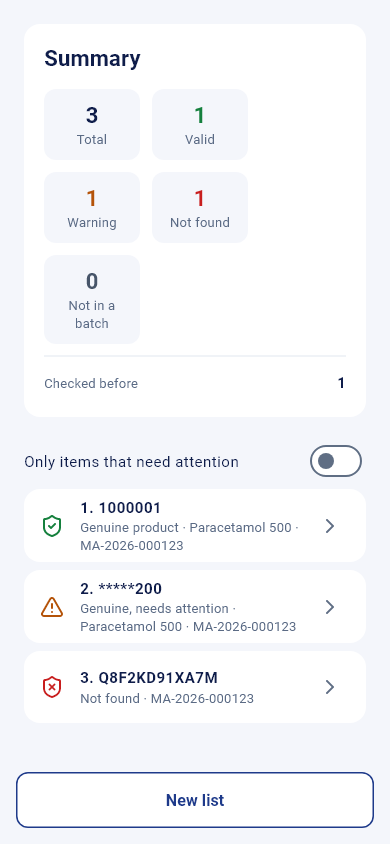 Summary
3
Total
1
Valid
1
Warning
1
Not found
0
Not in a
batch
Checked before 1
Only items that need attention
1. 1000001
Genuine product · Paracetamol 500 ·
MA-2026-000123
2. *****200
Genuine, needs attention ·
Paracetamol 500 · MA-2026-000123
3. Q8F2KD91XA7M
Not found · MA-2026-000123
New list